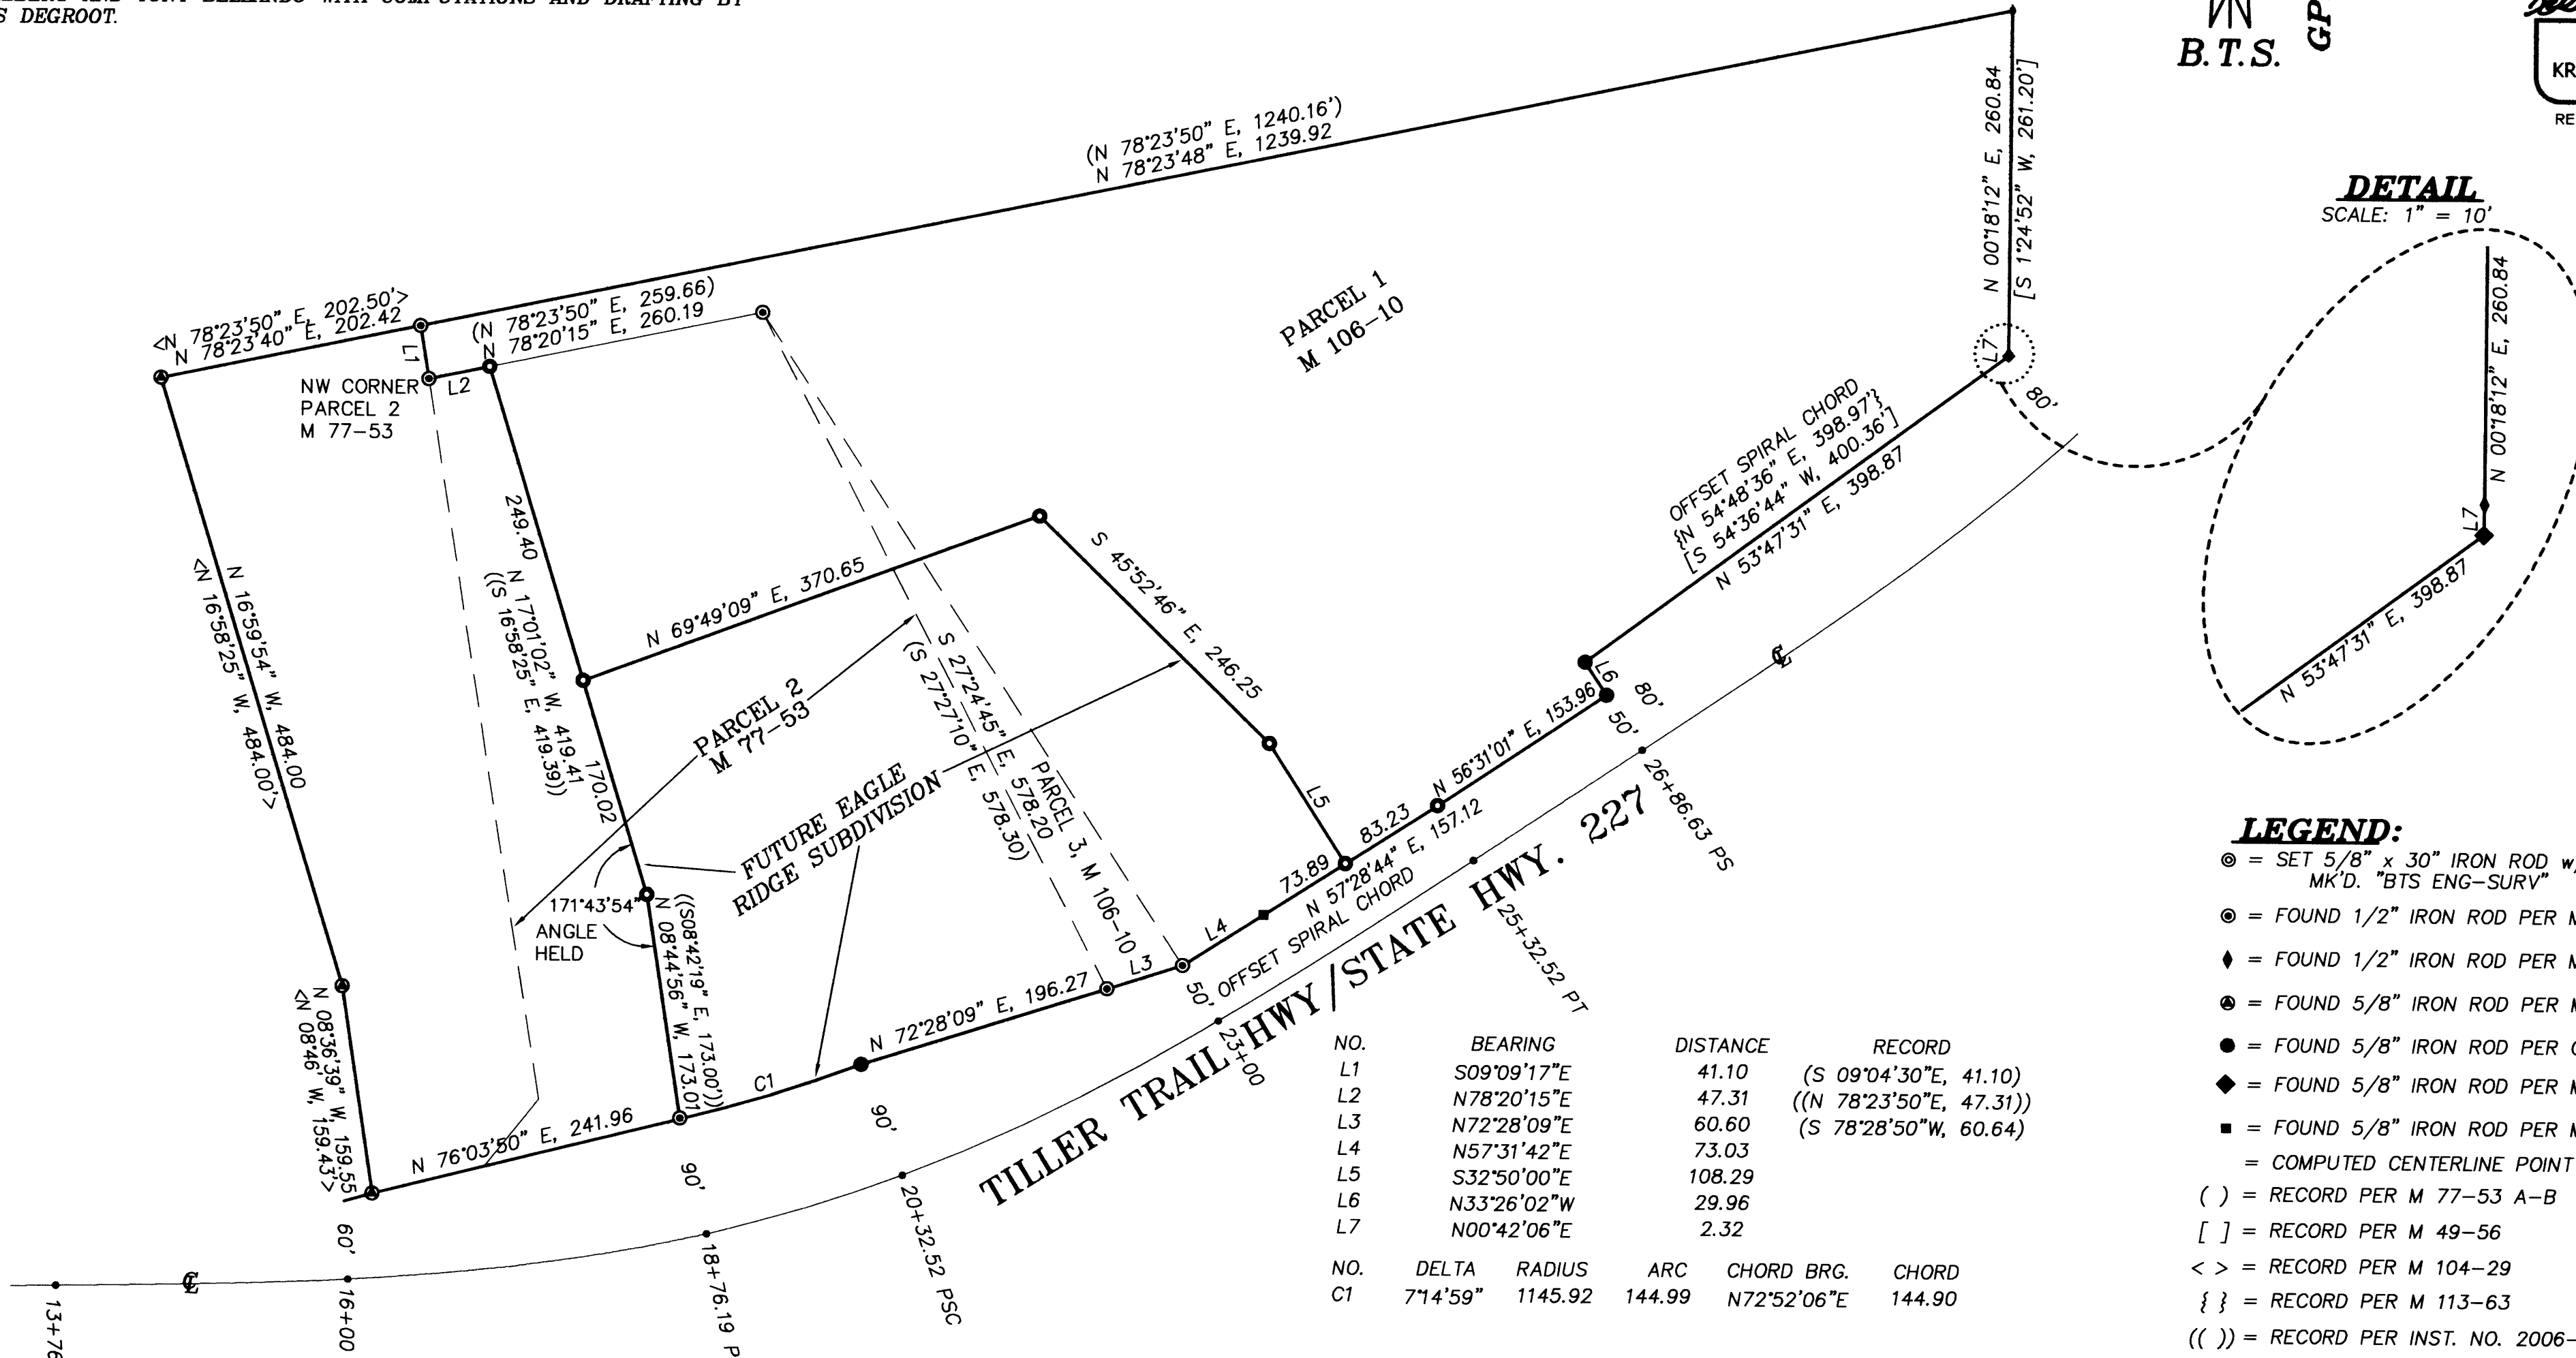 S DEGROOT.
B.T.S.
GP
KR
RE
(N 78°23'50" E, 1240.16')
N 78°23'48" E, 1239.92
N 00°18'12" E, 260.84
[S 1°24'52" W, 261.20']
DETAIL
SCALE: 1" = 10'
N 00°18'12" E, 260.84
L7
N 53°47'31" E, 398.87
<N 78°23'50" E, 202.50'>
N 78°23'40" E, 202.42
L1
(N 78°23'50" E, 259.66)
N 78°20'15" E, 260.19
L2
NW CORNER
PARCEL 2
M 77-53
PARCEL 1
M 106-10
L7
80'
OFFSET SPIRAL CHORD
{N 54°48'36" E, 398.97'}
[S 54°36'44" W, 400.36']
N 53°47'31" E, 398.87
249.40
N 17°01'02" W, 419.41
((S 16°58'25" E, 419.39))
170.02
N 16°59'54" W, 484.00
<N 16°58'25" W, 484.00'>
N 69°49'09" E, 370.65
S 45°52'46" E, 246.25
S 27°24'45" E, 578.20
(S 27°27'10" E, 578.30)
PARCEL 3, M 106-10
PARCEL 2
M 77-53
FUTURE EAGLE
RIDGE SUBDIVISION
L5
L6
80'
50'
N 56°31'01" E, 153.96
83.23
73.89
N 57°28'44" E, 157.12
OFFSET SPIRAL CHORD
L4
L3
50'
171°43'54"
ANGLE
HELD
((S08°42'19" E, 173.00'))
N 08°44'56" W, 173.01
N 08°36'39" W, 159.55
<N 08°46' W, 159.43'>
N 76°03'50" E, 241.96
C1
N 72°28'09" E, 196.27
90'
90'
60'
TILLER TRAIL HWY/STATE HWY. 227
26+86.63 PS
25+32.52 PT
23+00
20+32.52 PSC
18+76.19 P
16+00
13+76
NO. BEARING DISTANCE RECORD
L1 S09°09'17"E 41.10 (S 09°04'30"E, 41.10)
L2 N78°20'15"E 47.31 ((N 78°23'50"E, 47.31))
L3 N72°28'09"E 60.60 (S 78°28'50"W, 60.64)
L4 N57°31'42"E 73.03
L5 S32°50'00"E 108.29
L6 N33°26'02"W 29.96
L7 N00°42'06"E 2.32
NO. DELTA RADIUS ARC CHORD BRG. CHORD
C1 7°14'59" 1145.92 144.99 N72°52'06"E 144.90
LEGEND:
= SET 5/8" x 30" IRON ROD w/
MK'D. "BTS ENG-SURV"
= FOUND 1/2" IRON ROD PER M
= FOUND 1/2" IRON ROD PER M
= FOUND 5/8" IRON ROD PER M
= FOUND 5/8" IRON ROD PER
= FOUND 5/8" IRON ROD PER M
= FOUND 5/8" IRON ROD PER M
= COMPUTED CENTERLINE POINT
( ) = RECORD PER M 77-53 A-B
[ ] = RECORD PER M 49-56
< > = RECORD PER M 104-29
{ } = RECORD PER M 113-63
(( )) = RECORD PER INST. NO. 2006-